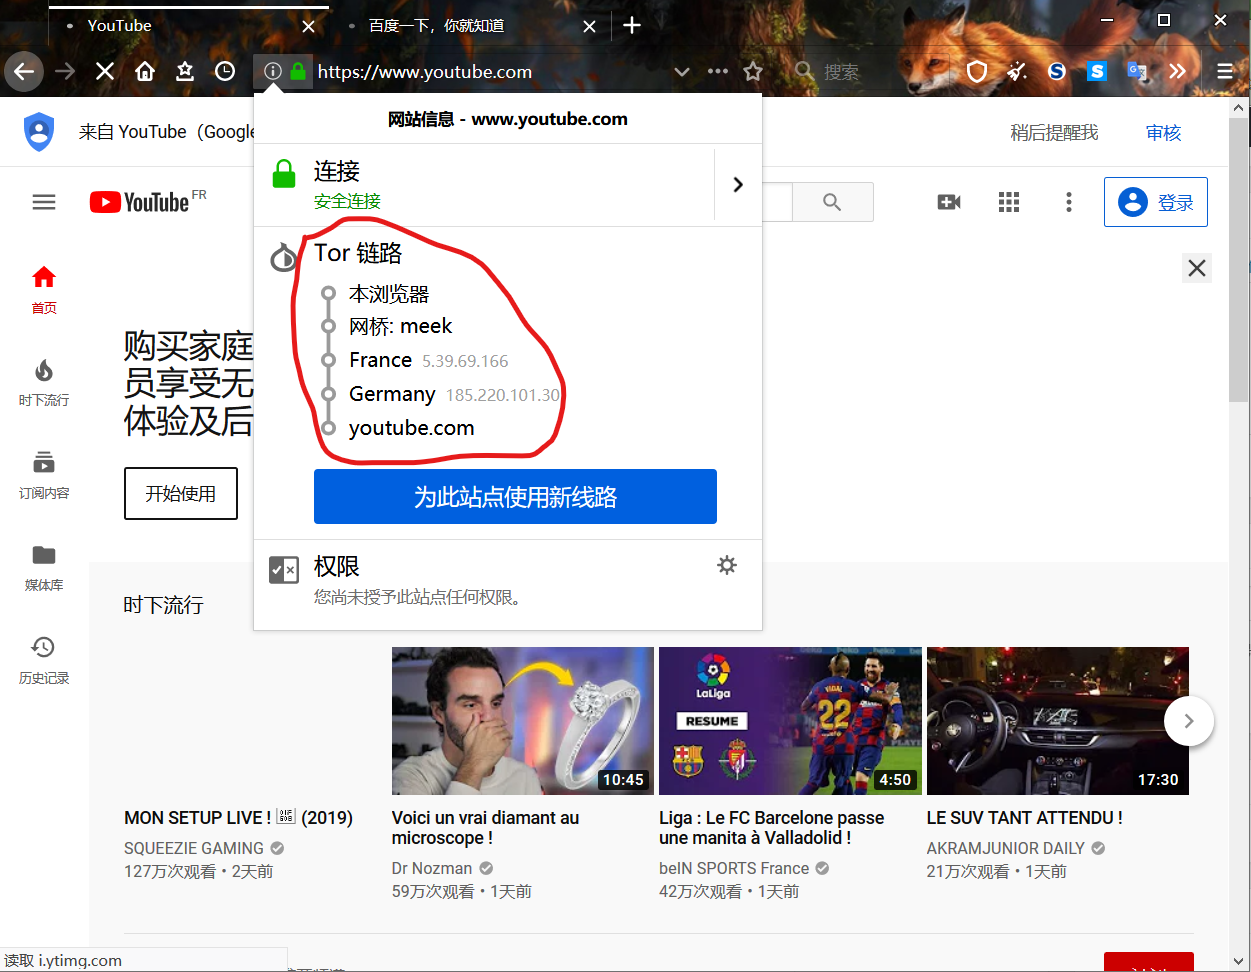 YouTube
百度一下，你就知道
https://www.youtube.com
搜索
网站信息 - www.youtube.com
来自 YouTube（Google
稍后提醒我
审核
连接
安全连接
YouTube FR
登录
Tor 链路
本浏览器
网桥: meek
France 5.39.69.166
Germany 185.220.101.30
youtube.com
首页
时下流行
订阅内容
媒体库
历史记录
购买家庭
员享受无
体验及后
开始使用
为此站点使用新线路
权限
您尚未授予此站点任何权限。
时下流行
LaLiga
RESUME
VIDAL
22
10:45
4:50
17:30
MON SETUP LIVE ! (2019)
SQUEEZIE GAMING
127万次观看 • 2天前
Voici un vrai diamant au
microscope !
Dr Nozman
59万次观看 • 1天前
Liga : Le FC Barcelone passe
une manita à Valladolid !
beIN SPORTS France
42万次观看 • 1天前
LE SUV TANT ATTENDU !
AKRAMJUNIOR DAILY
21万次观看 • 1天前
读取 i.ytimg.com